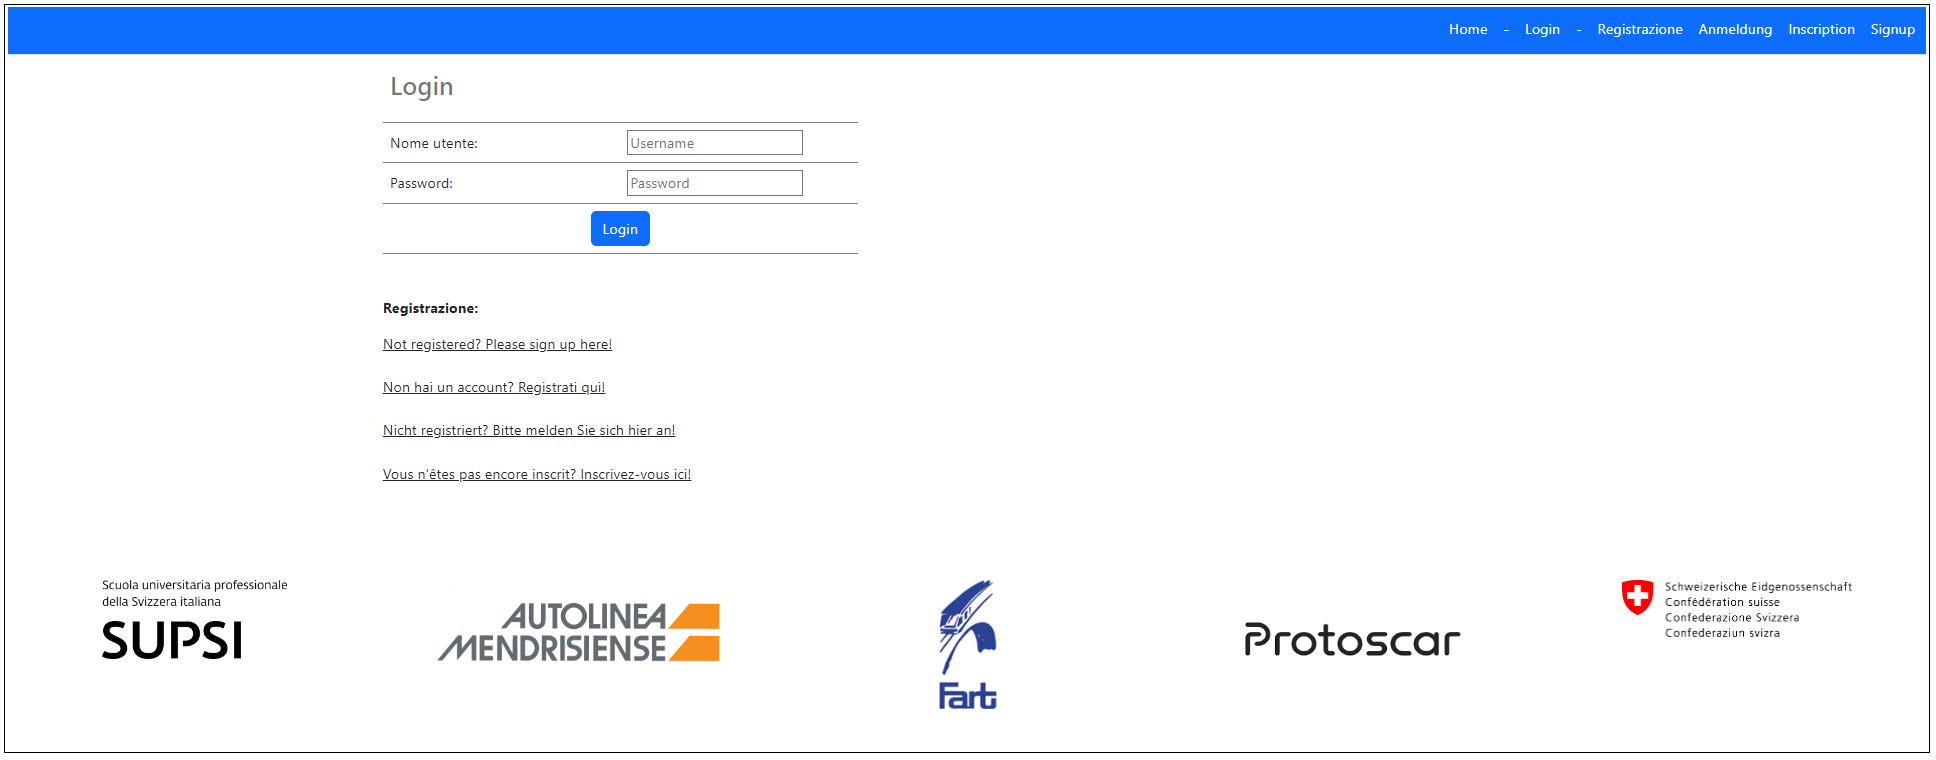 Home - Login - Registrazione Anmeldung Inscription Signup
Login
Nome utente: Username
Password: Password
Login
Registrazione:
Not registered? Please sign up here!
Non hai un account? Registrati qui!
Nicht registriert? Bitte melden Sie sich hier an!
Vous n'êtes pas encore inscrit? Inscrivez-vous ici!
Scuola universitaria professionale
della Svizzera italiana
SUPSI
AUTOLINEA
MENDRISIENSE
Fart
Protoscar
Schweizerische Eidgenossenschaft
Confédération suisse
Confederazione Svizzera
Confederaziun svizra